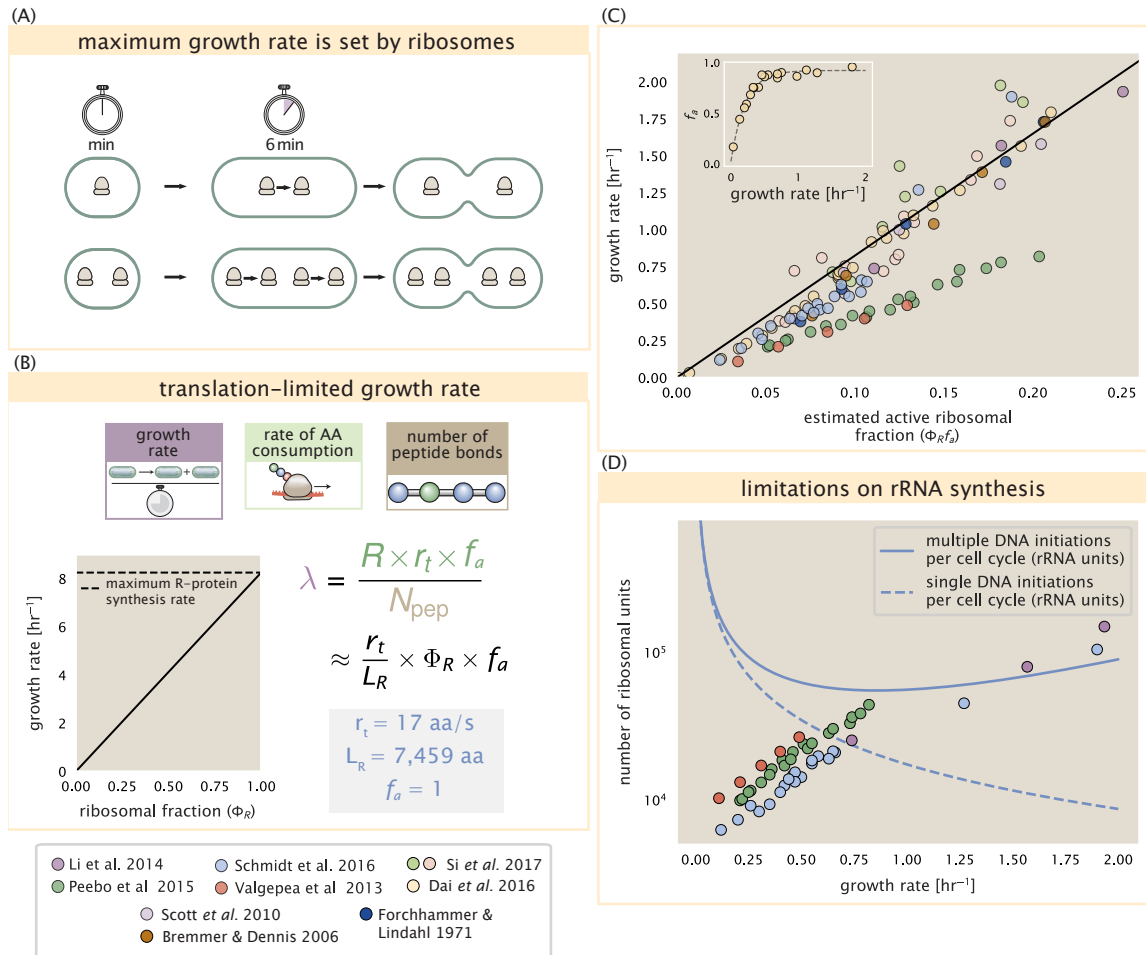 (A)
maximum growth rate is set by ribosomes
min
6 min
(B)
translation-limited growth rate
growth
rate
rate of AA
consumption
number of
peptide bonds
growth rate [hr⁻¹]
8
6
4
2
0
maximum R-protein
synthesis rate
0.00 0.25 0.50 0.75 1.00
ribosomal fraction (Φ_R)
λ = R × r_t × f_a / N_pep
≈ r_t / L_R × Φ_R × f_a
r_t = 17 aa/s
L_R = 7,459 aa
f_a = 1
Li et al. 2014
Schmidt et al. 2016
Si et al. 2017
Peebo et al 2015
Valgepea et al 2013
Dai et al. 2016
Scott et al. 2010
Forchhammer &
Lindahl 1971
Bremmer & Dennis 2006
(C)
growth rate [hr⁻¹]
2.00
1.75
1.50
1.25
1.00
0.75
0.50
0.25
0.00
f_a
1.0
0.5
0.0
0 1 2
growth rate [hr⁻¹]
0.00 0.05 0.10 0.15 0.20 0.25
estimated active ribosomal
fraction (Φ_R f_a)
(D)
limitations on rRNA synthesis
multiple DNA initiations
per cell cycle (rRNA units)
single DNA initiations
per cell cycle (rRNA units)
number of ribosomal units
10⁵
10⁴
0.00 0.25 0.50 0.75 1.00 1.25 1.50 1.75 2.00
growth rate [hr⁻¹]